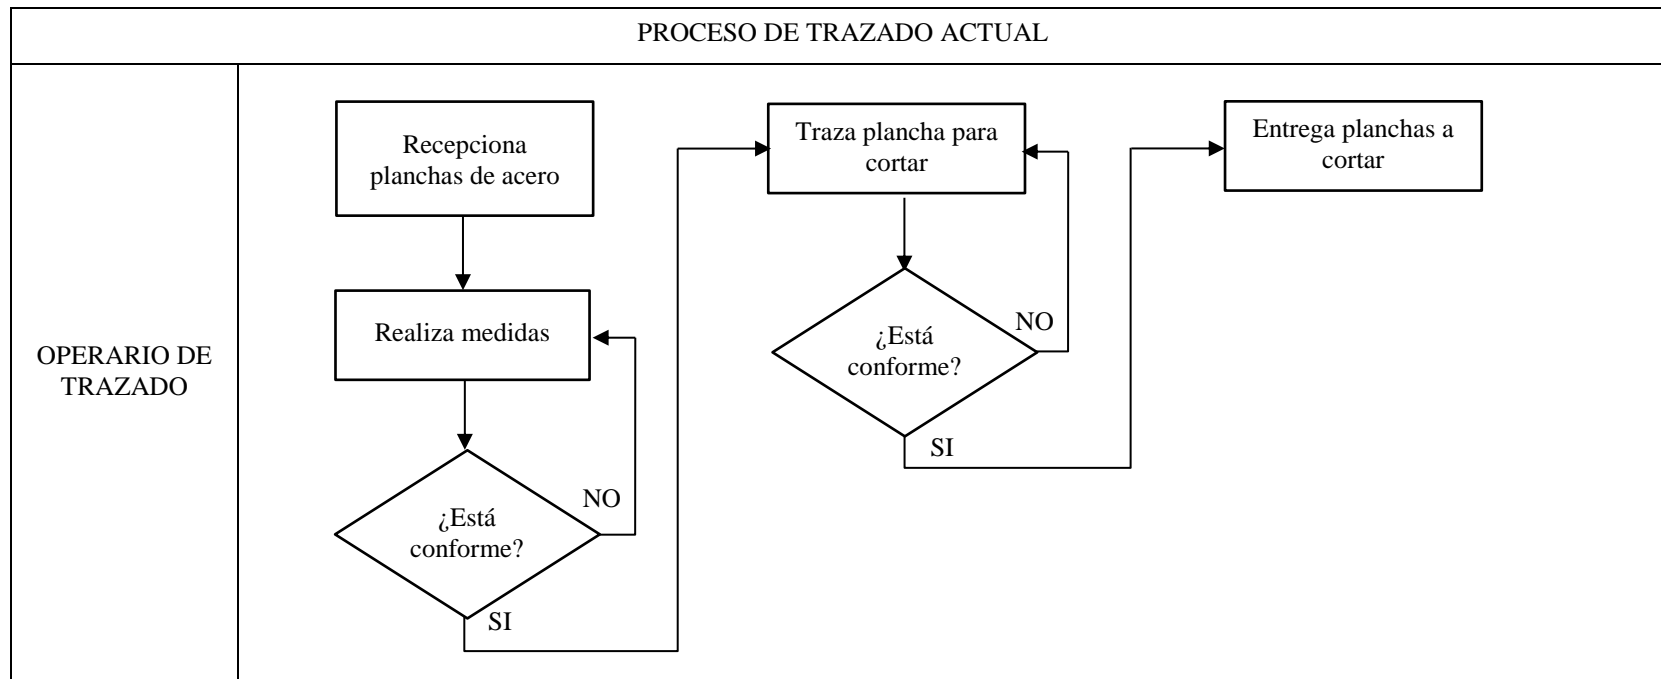 PROCESO DE TRAZADO ACTUAL
OPERARIO DE
TRAZADO
Recepciona
planchas de acero
Realiza medidas
¿Está
conforme?
NO
SI
Traza plancha para
cortar
¿Está
conforme?
NO
SI
Entrega planchas a
cortar